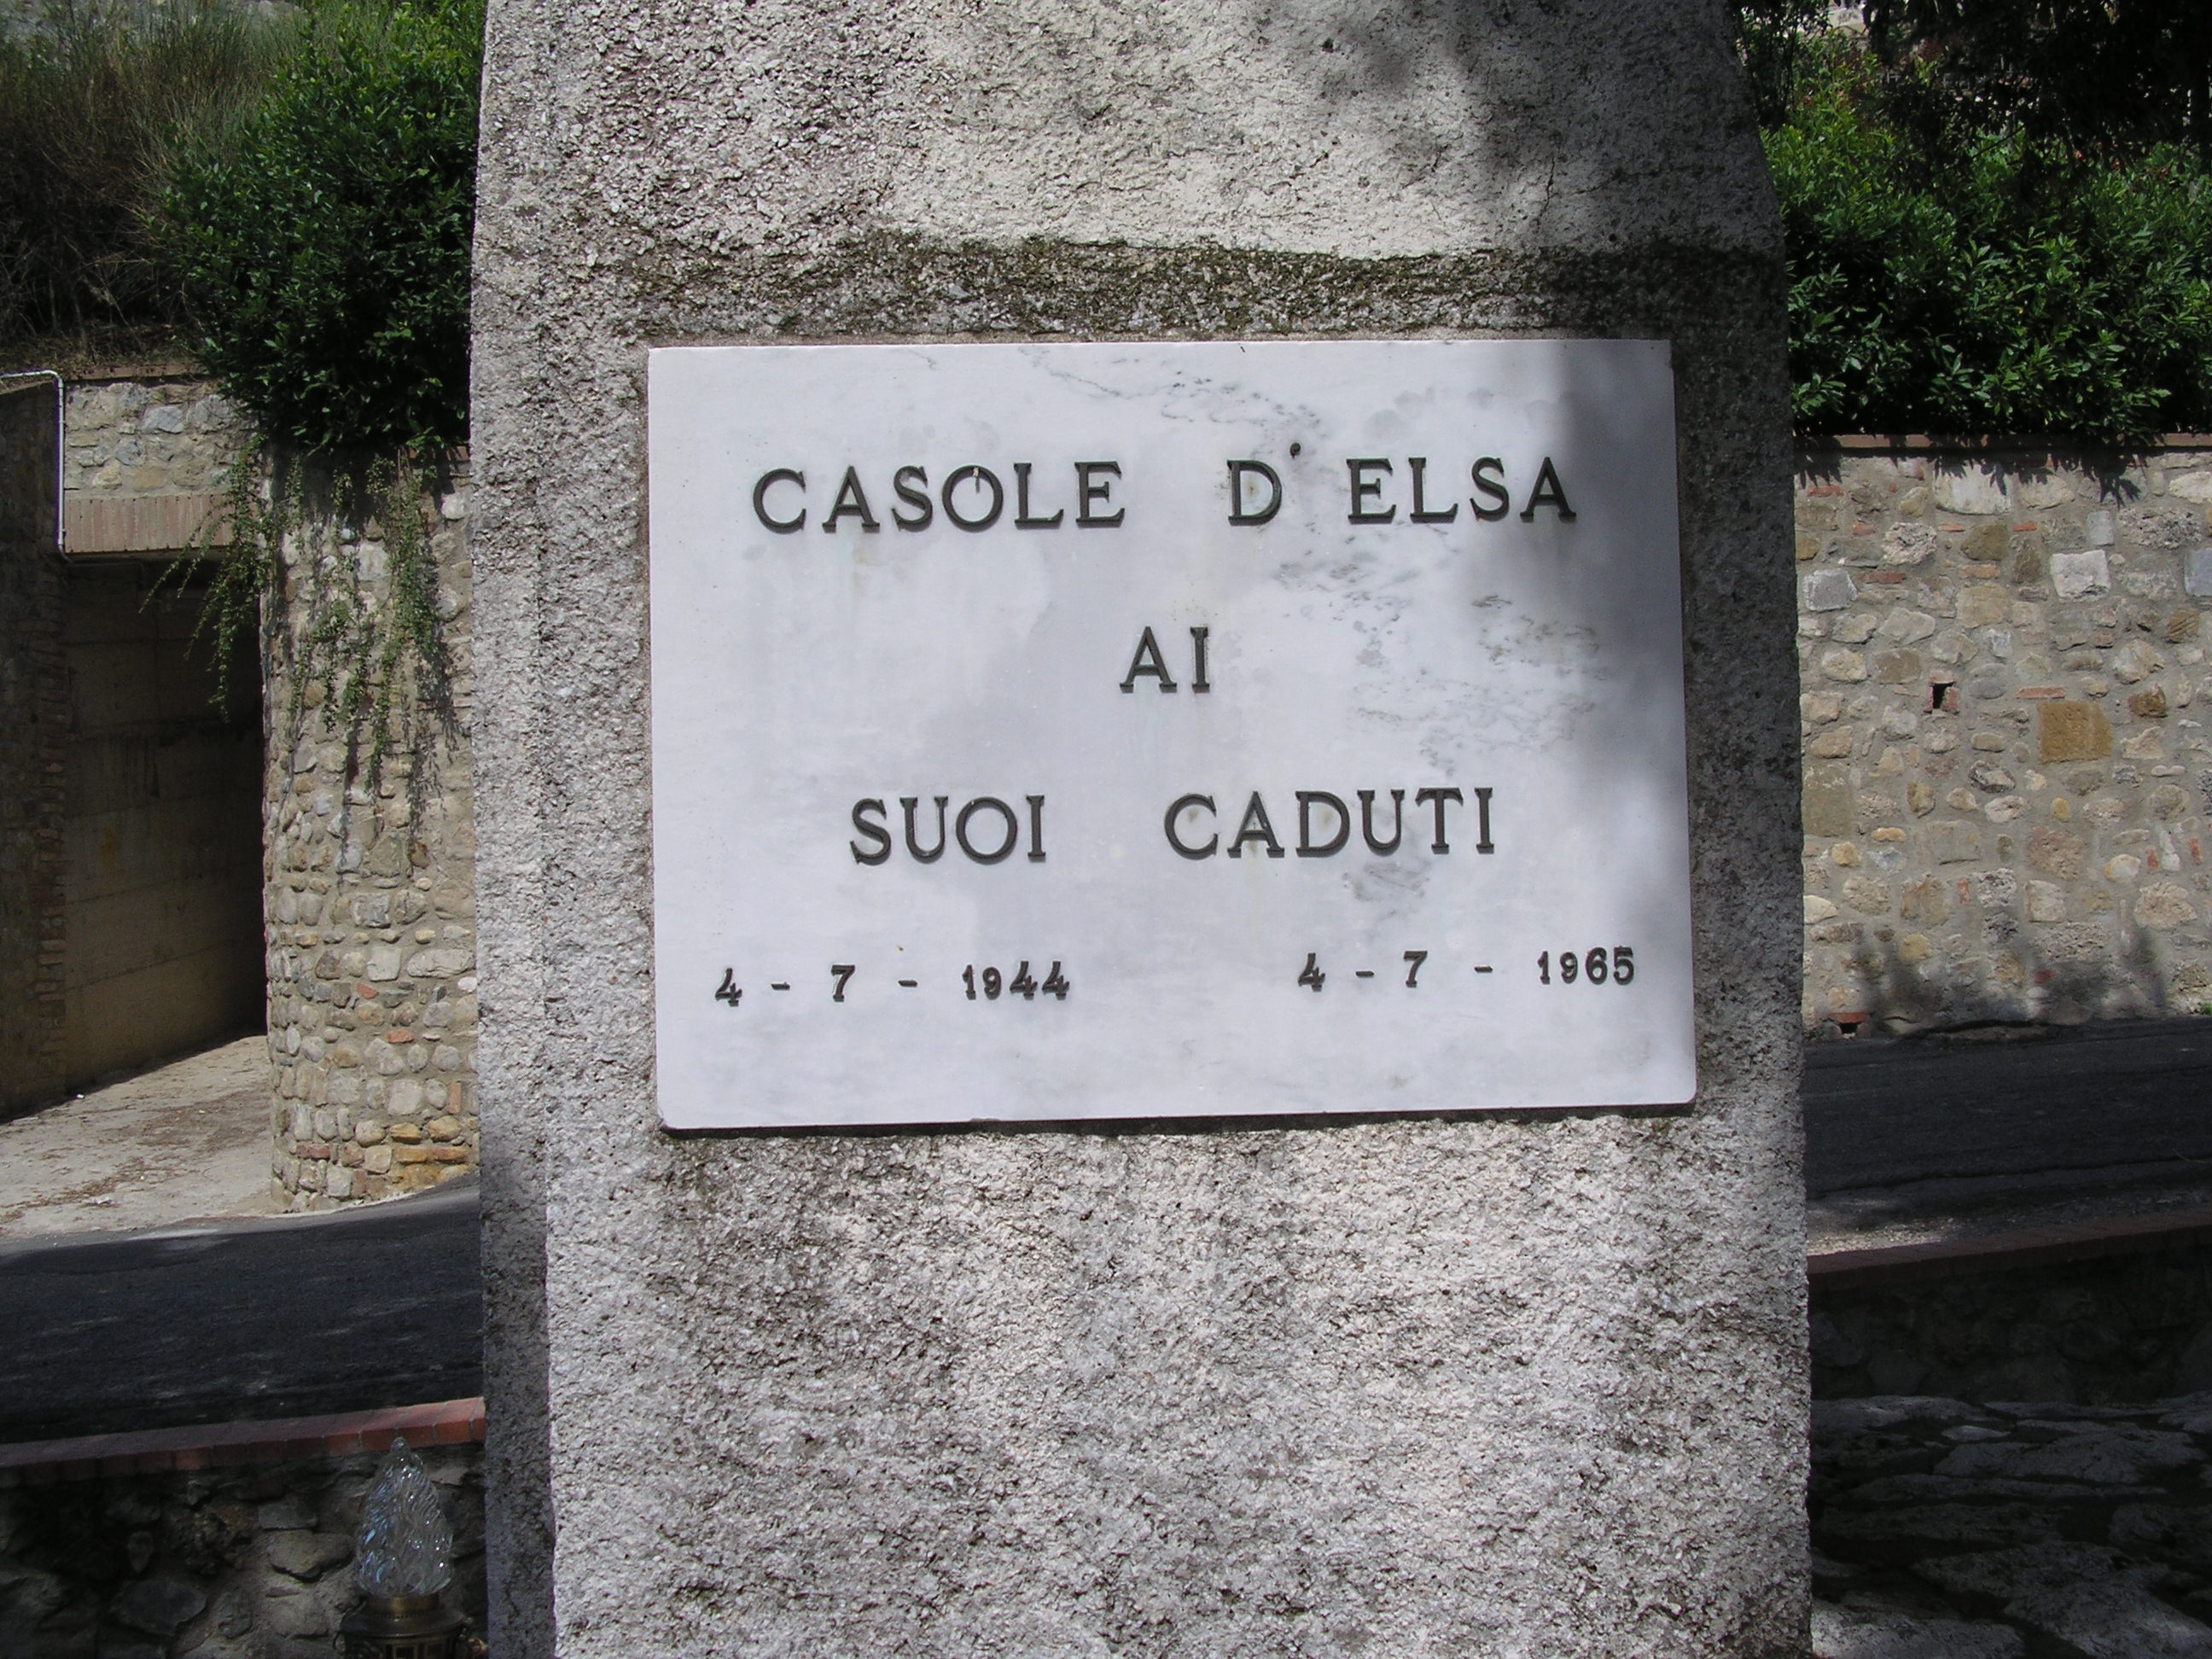 CASOLE D'ELSA
AI
SUOI CADUTI
4 - 7 - 1944 4 - 7 - 1965